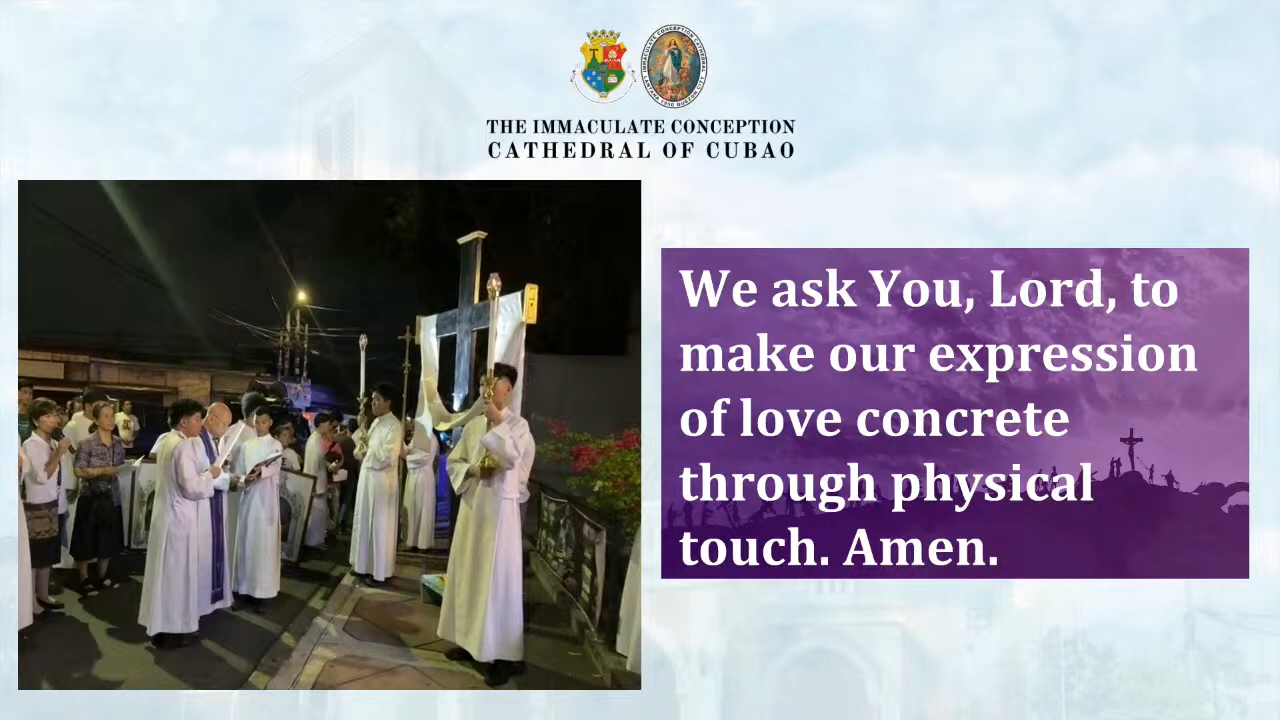 THE IMMACULATE CONCEPTION
CATHEDRAL OF CUBAO
We ask You, Lord, to
make our expression
of love concrete
through physical
touch. Amen.